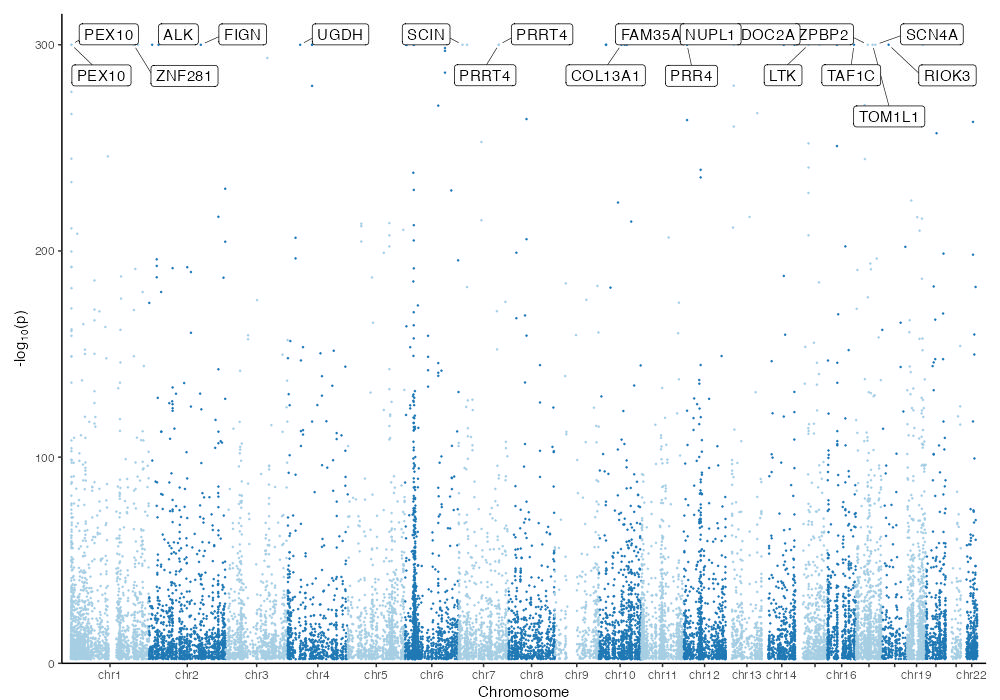 PEX10
ALK
FIGN
UGDH
SCIN
PRRT4
FAM35A
NUPL1
DOC2A
ZPBP2
SCN4A
PEX10
ZNF281
PRRT4
COL13A1
PRR4
LTK
TAF1C
RIOK3
TOM1L1
300
200
100
0
-log10(p)
chr1
chr2
chr3
chr4
chr5
chr6
chr7
chr8
chr9
chr10
chr11
chr12
chr13
chr14
chr16
chr19
chr22
Chromosome